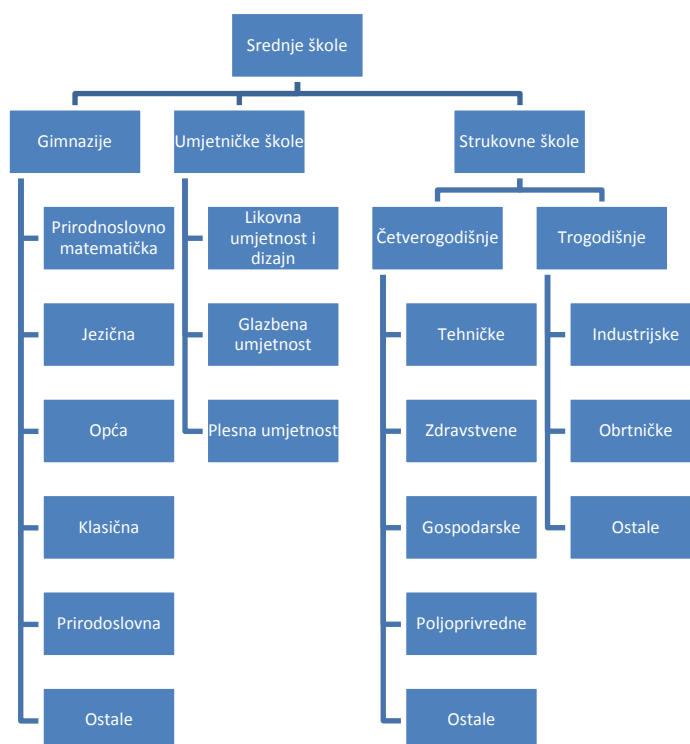 Srednje škole
Gimnazije
Prirodnoslovno
matematička
Jezična
Opća
Klasična
Prirodoslovna
Ostale
Umjetničke škole
Likovna
umjetnost i
dizajn
Glazbena
umjetnost
Plesna umjetnost
Strukovne škole
Četverogodišnje
Tehničke
Zdravstvene
Gospodarske
Poljoprivredne
Ostale
Trogodišnje
Industrijske
Obrtničke
Ostale